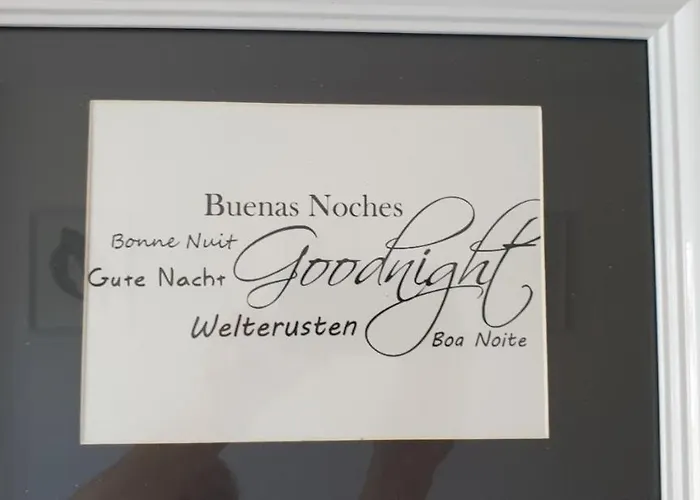 Buenas Noches
Bonne Nuit
Goodnight
Gute Nacht
Welterusten
Boa Noite